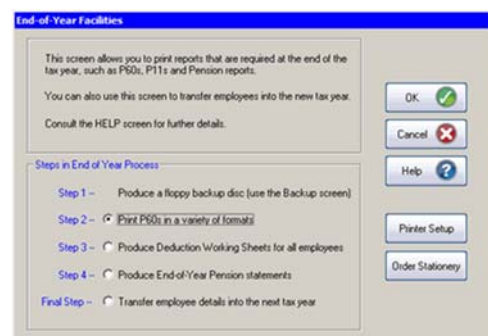 End-of-Year Facilities
This screen allows you to print reports that are required at the end of the
tax year, such as P60s, P11s and Pension reports.
You can also use this screen to transfer employees into the new tax year.
Consult the HELP screen for further details.
OK
Cancel
Help
Steps in End of Year Process
Step 1 – Produce a floppy backup disc (use the Backup screen)
Step 2 – Print P60s in a variety of formats
Step 3 – Produce Deduction Working Sheets for all employees
Step 4 – Produce End-of-Year Pension statements
Final Step – Transfer employee details into the next tax year
Printer Setup
Order Stationery